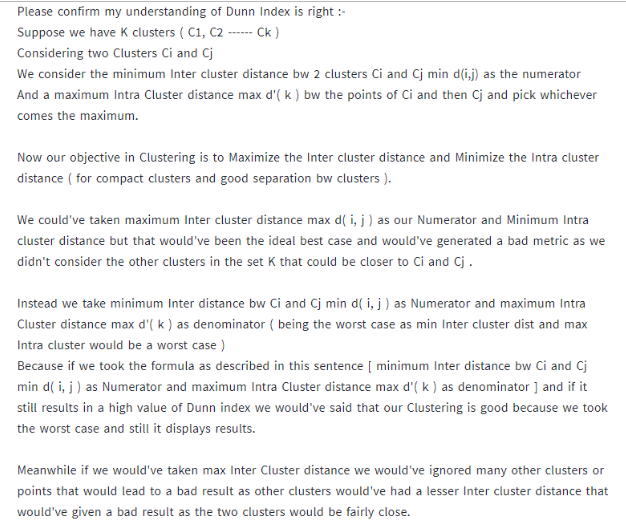 Please confirm my understanding of Dunn Index is right :-
Suppose we have K clusters ( C1, C2 ------ Ck )
Considering two Clusters Ci and Cj
We consider the minimum Inter cluster distance bw 2 clusters Ci and Cj min d(i,j) as the numerator
And a maximum Intra Cluster distance max d'( k ) bw the points of Ci and then Cj and pick whichever
comes the maximum.
Now our objective in Clustering is to Maximize the Inter cluster distance and Minimize the Intra cluster
distance ( for compact clusters and good separation bw clusters ).
We could've taken maximum Inter cluster distance max d( i, j ) as our Numerator and Minimum Intra
cluster distance but that would've been the ideal best case and would've generated a bad metric as we
didn't consider the other clusters in the set K that could be closer to Ci and Cj .
Instead we take minimum Inter distance bw Ci and Cj min d( i, j ) as Numerator and maximum Intra
Cluster distance max d'( k ) as denominator ( being the worst case as min Inter cluster dist and max
Intra cluster would be a worst case )
Because if we took the formula as described in this sentence [ minimum Inter distance bw Ci and Cj
min d( i, j ) as Numerator and maximum Intra Cluster distance max d'( k ) as denominator ] and if it
still results in a high value of Dunn index we would've said that our Clustering is good because we took
the worst case and still it displays results.
Meanwhile if we would've taken max Inter Cluster distance we would've ignored many other clusters or
points that would lead to a bad result as other clusters would've had a lesser Inter cluster distance that
would've given a bad result as the two clusters would be fairly close.